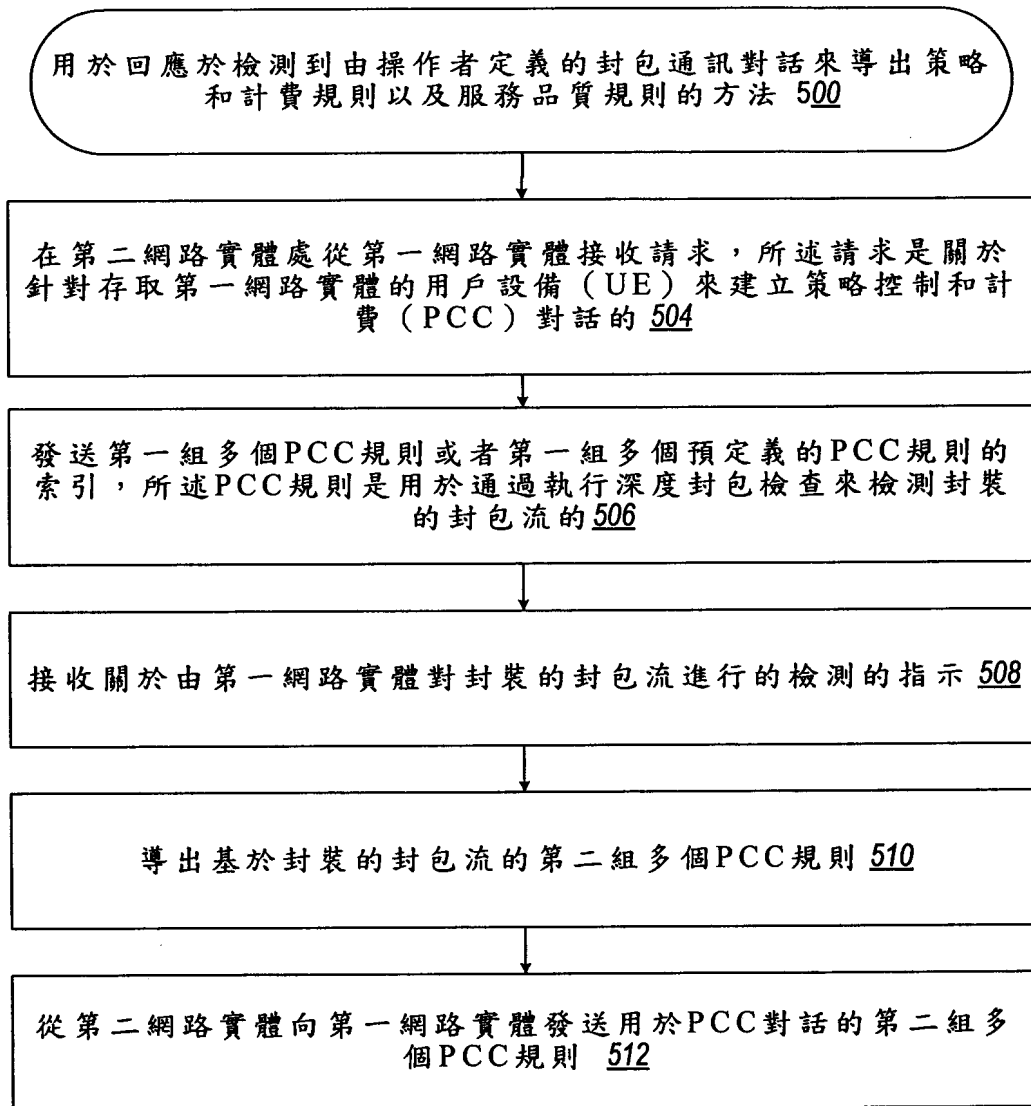 用於回應於檢測到由操作者定義的封包通訊對話來導出策略
和計費規則以及服務品質規則的方法 500
在第二網路實體處從第一網路實體接收請求,所述請求是關於
針對存取第一網路實體的用戶設備(UE)來建立策略控制和計
費(PCC)對話的 504
發送第一組多個PCC規則或者第一組多個預定義的PCC規則的
索引,所述PCC規則是用於通過執行深度封包檢查來檢測封裝
的封包流的506
接收關於由第一網路實體對封裝的封包流進行的檢測的指示 508
導出基於封裝的封包流的第二組多個PCC規則 510
從第二網路實體向第一網路實體發送用於PCC對話的第二組多
個PCC規則 512